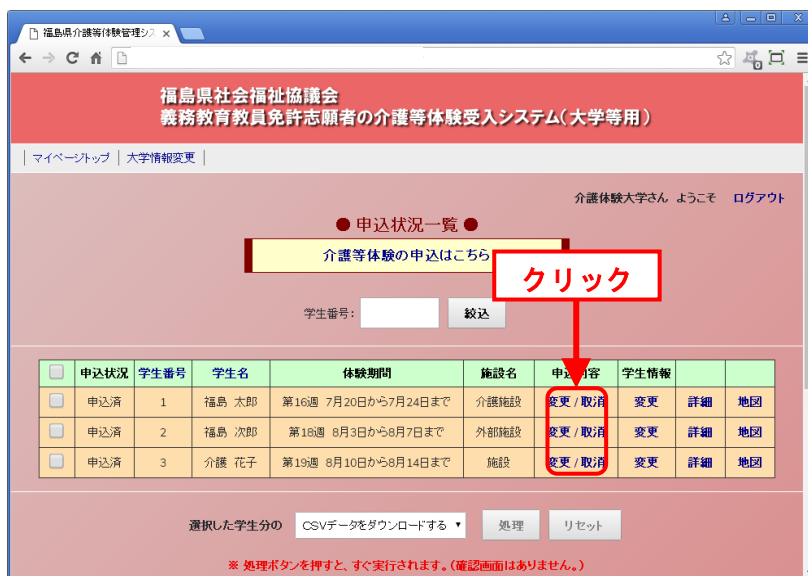 福島県介護等体験管理シス
福島県社会福祉協議会
義務教育教員免許志願者の介護等体験受入システム(大学等用)
｜マイページトップ｜大学情報変更｜
介護体験大学さん ようこそ ログアウト
● 申込状況一覧 ●
介護等体験の申込はこちら
クリック
学生番号: 絞込
申込状況 学生番号 学生名 体験期間 施設名 申込内容 学生情報
申込済 1 福島 太郎 第16週 7月20日から7月24日まで 介護施設 変更 / 取消 変更 詳細 地図
申込済 2 福島 次郎 第18週 8月3日から8月7日まで 外部施設 変更 / 取消 変更 詳細 地図
申込済 3 介護 花子 第19週 8月10日から8月14日まで 施設 変更 / 取消 変更 詳細 地図
選択した学生分の CSVデータをダウンロードする 処理 リセット
※ 処理ボタンを押すと、すぐ実行されます。(確認画面はありません。)